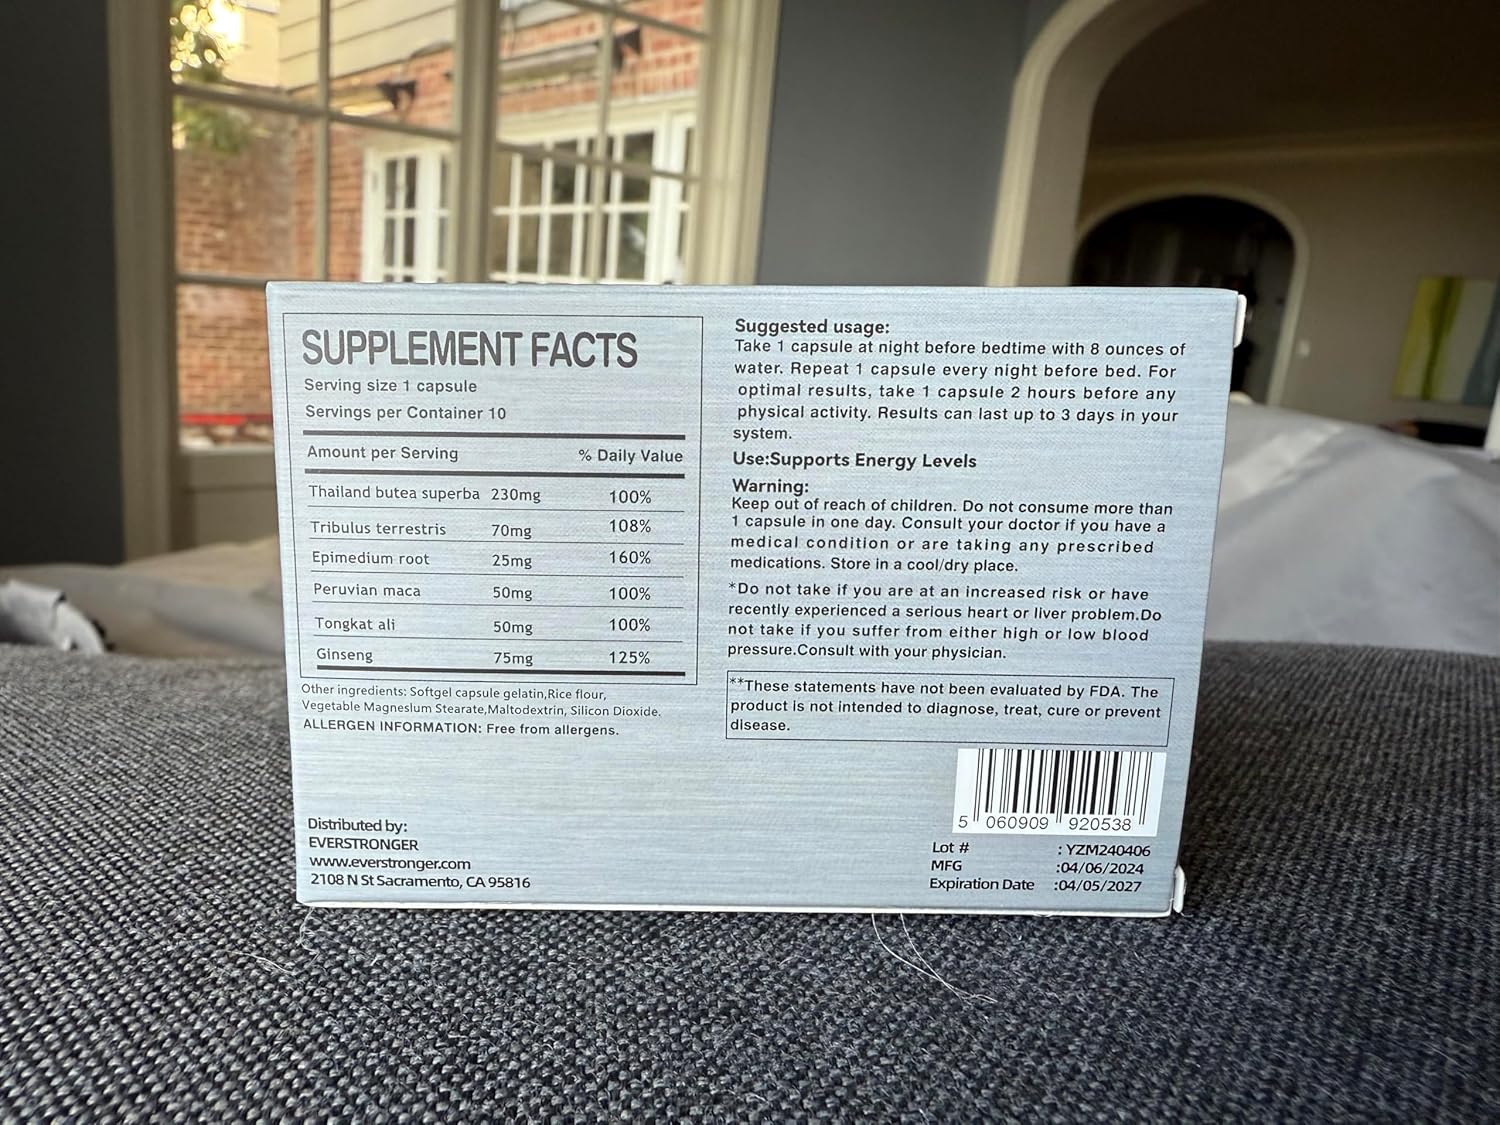 SUPPLEMENT FACTS
Serving size 1 capsule
Servings per Container 10
Amount per Serving % Daily Value
Thailand butea superba 230mg 100%
Tribulus terrestris 70mg 108%
Epimedium root 25mg 160%
Peruvian maca 50mg 100%
Tongkat ali 50mg 100%
Ginseng 75mg 125%
Other ingredients: Softgel capsule gelatin,Rice flour,
Vegetable Magneslum Stearate,Maltodextrin, Silicon Dioxide.
ALLERGEN INFORMATION: Free from allergens.
Distributed by:
EVERSTRONGER
www.everstronger.com
2108 N St Sacramento, CA 95816
Suggested usage:
Take 1 capsule at night before bedtime with 8 ounces of
water. Repeat 1 capsule every night before bed. For
optimal results, take 1 capsule 2 hours before any
physical activity. Results can last up to 3 days in your
system.
Use:Supports Energy Levels
Warning:
Keep out of reach of children. Do not consume more than
1 capsule in one day. Consult your doctor if you have a
medical condition or are taking any prescribed
medications. Store in a cool/dry place.
*Do not take if you are at an increased risk or have
recently experienced a serious heart or liver problem.Do
not take if you suffer from either high or low blood
pressure.Consult with your physician.
**These statements have not been evaluated by FDA. The
product is not intended to diagnose, treat, cure or prevent
disease.
5 060909 920538
Lot # : YZM240406
MFG :04/06/2024
Expiration Date :04/05/2027